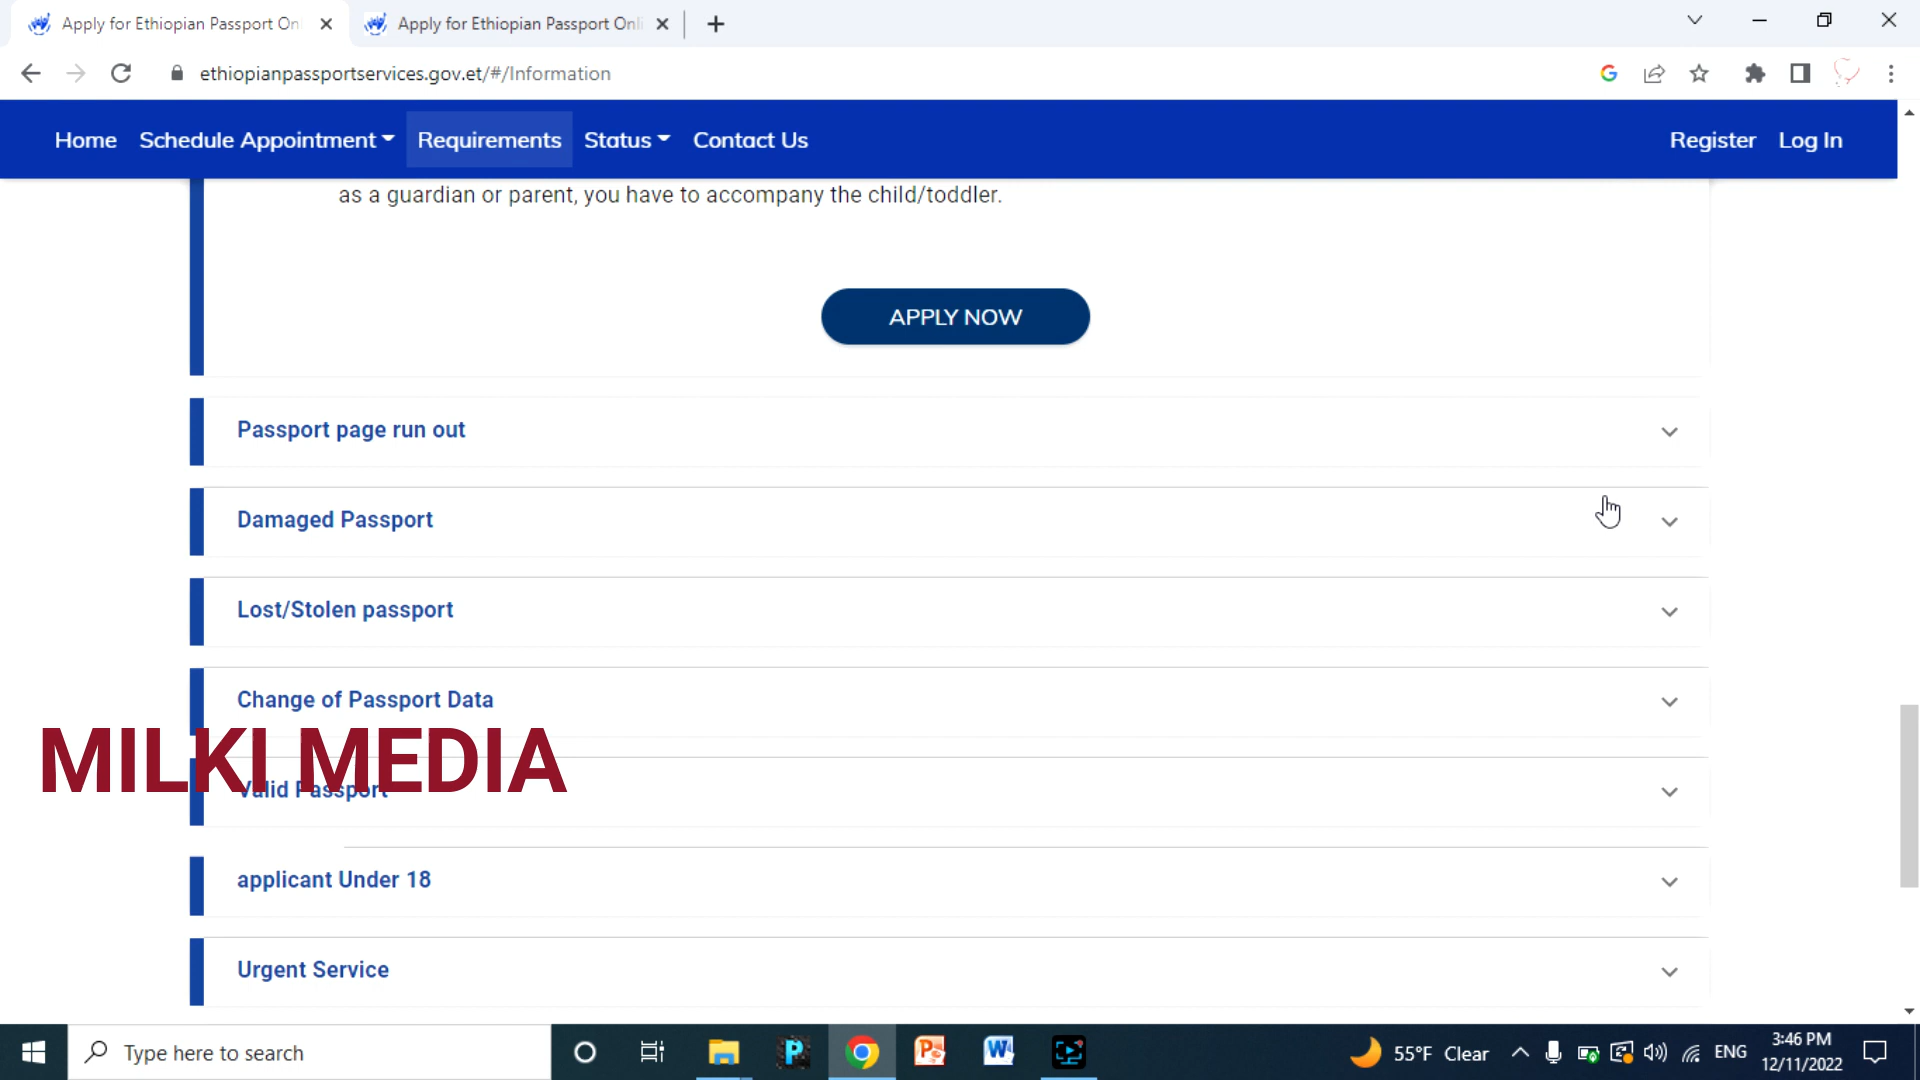 Apply for Ethiopian Passport On
Apply for Ethiopian Passport Onl
ethiopianpassportservices.gov.et/#/Information
Home Schedule Appointment Requirements Status Contact Us Register Log In
as a guardian or parent, you have to accompany the child/toddler.
APPLY NOW
Passport page run out
Damaged Passport
Lost/Stolen passport
Change of Passport Data
MILKI MEDIA
Valid Passport
applicant Under 18
Urgent Service
Type here to search
55°F Clear
ENG
3:46 PM
12/11/2022